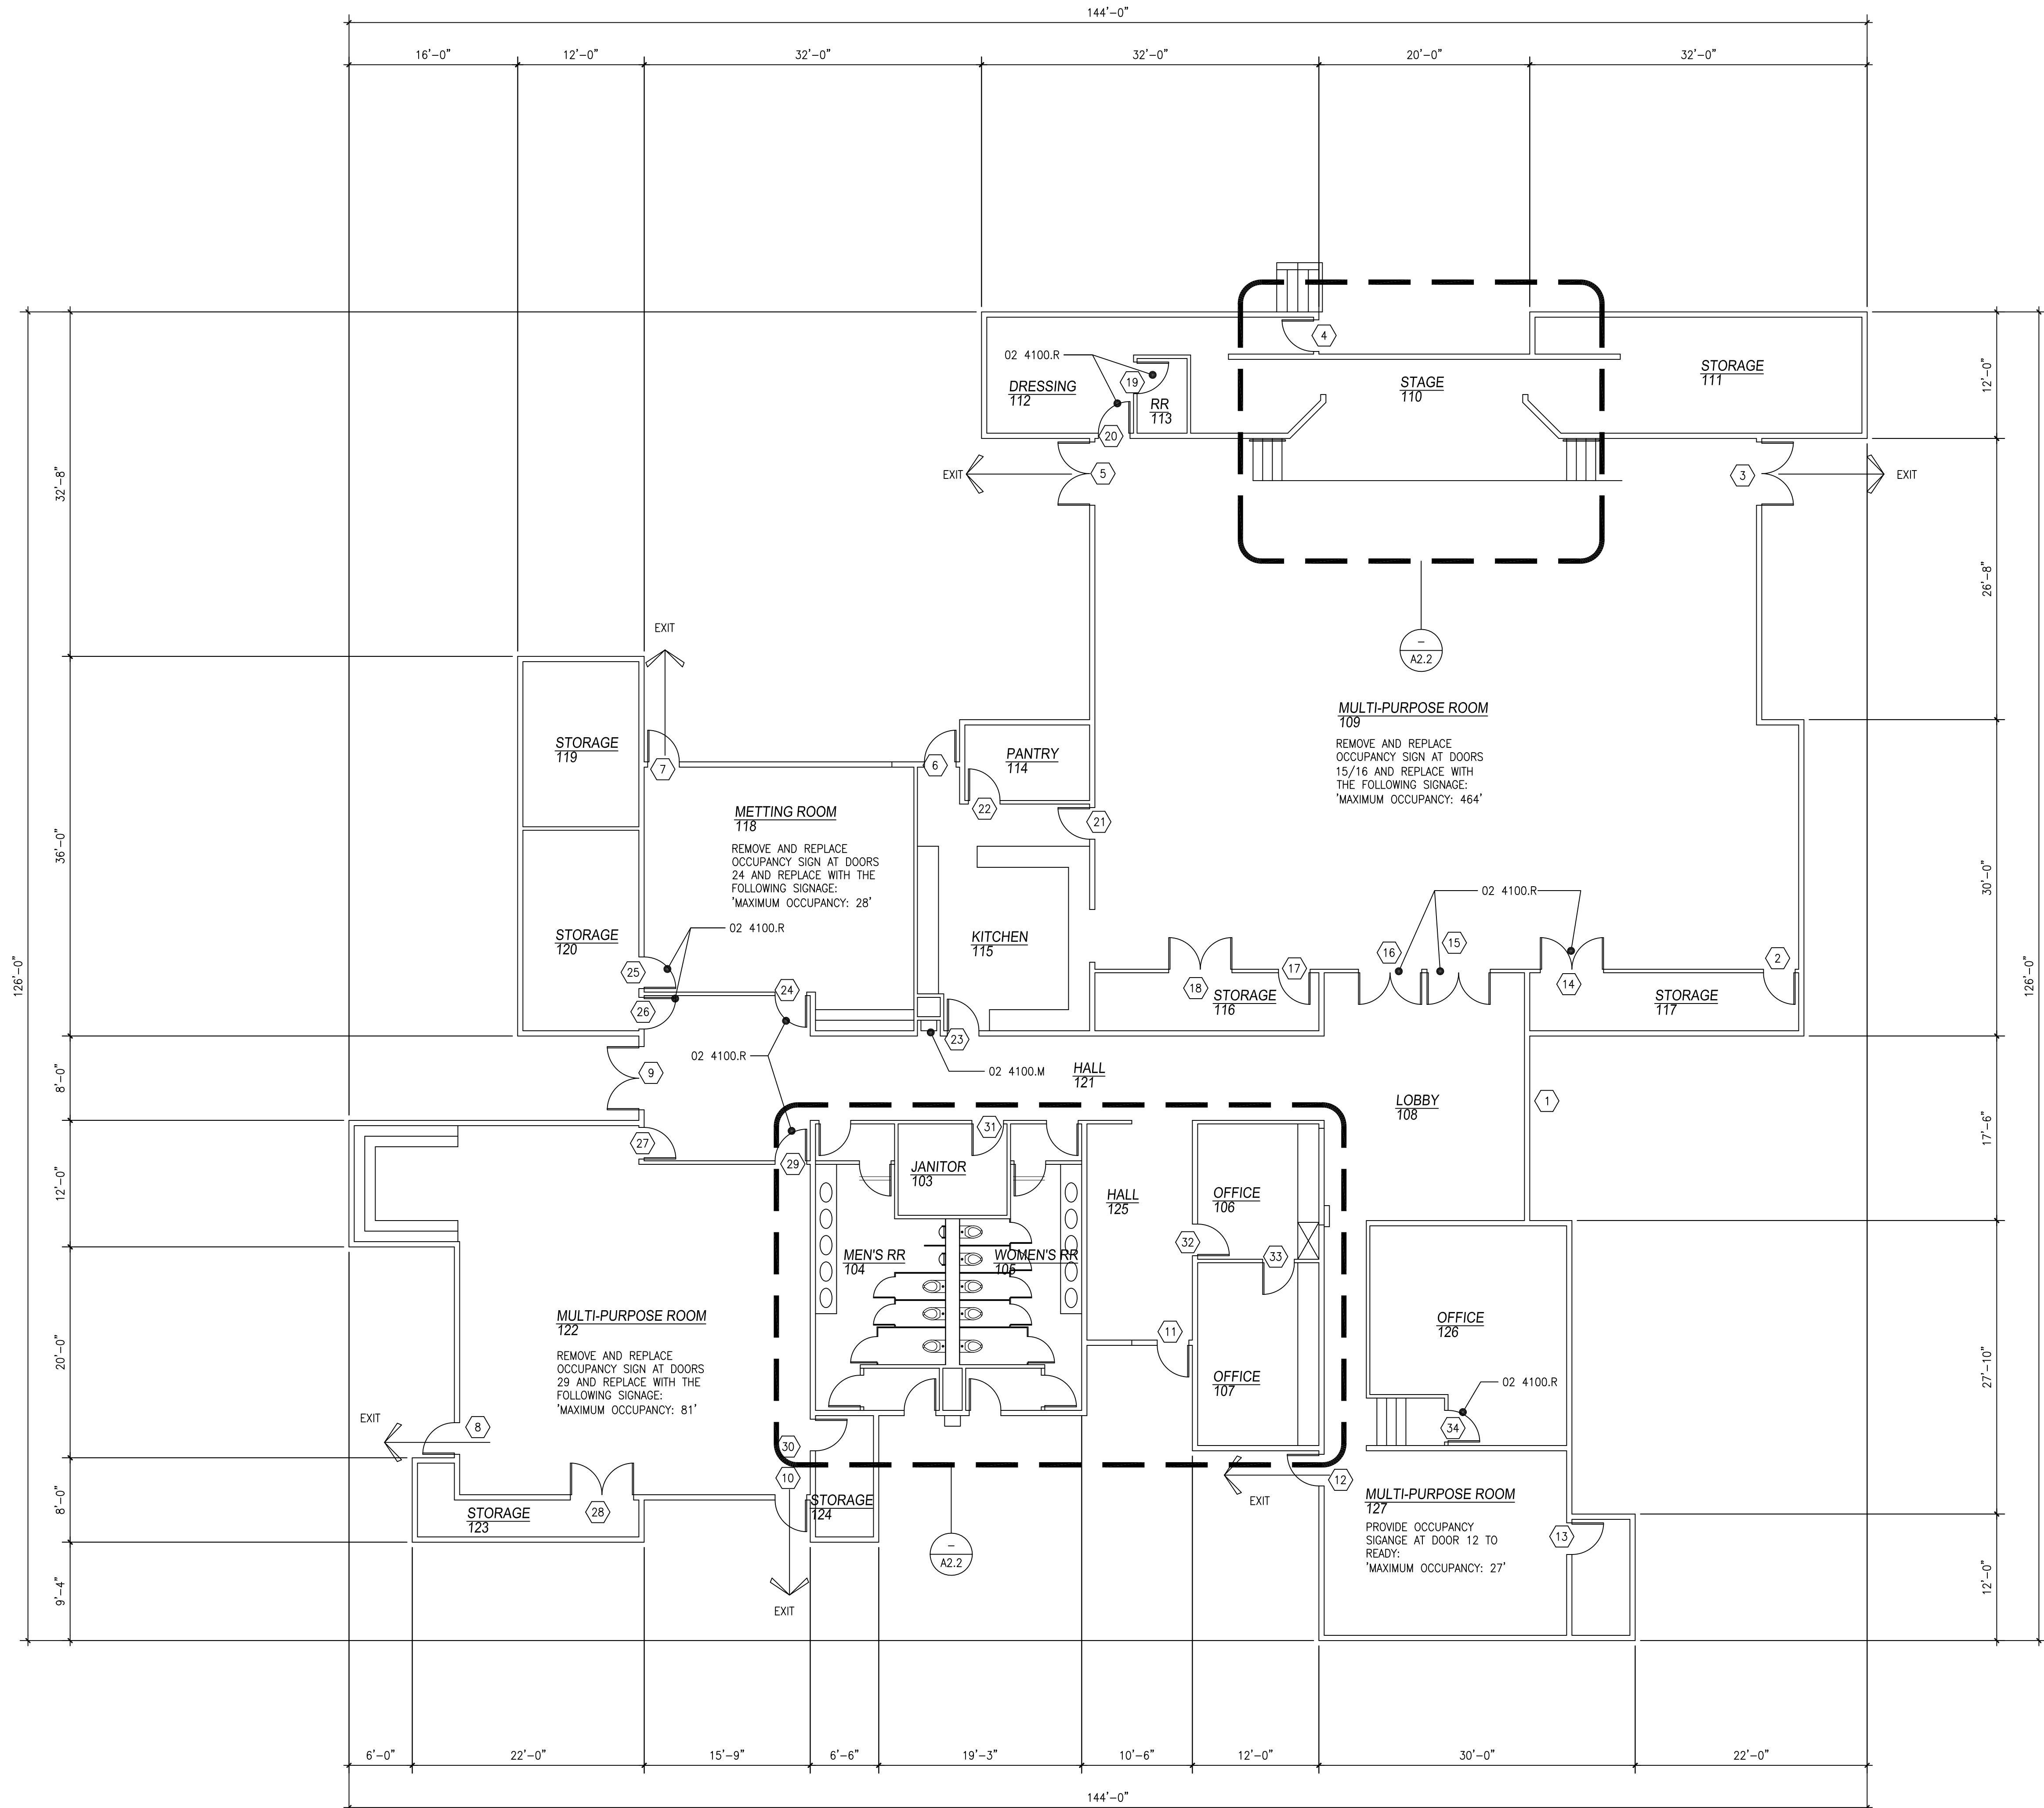 144'-0"
16'-0"
12'-0"
32'-0"
32'-0"
20'-0"
32'-0"
4
02 4100.R
19
DRESSING
112
RR
113
20
STAGE
110
STORAGE
111
12'-0"
EXIT
5
3
EXIT
32'-8"
26'-8"
–
A2.2
EXIT
MULTI-PURPOSE ROOM
109
REMOVE AND REPLACE
OCCUPANCY SIGN AT DOORS
15/16 AND REPLACE WITH
THE FOLLOWING SIGNAGE:
'MAXIMUM OCCUPANCY: 464'
STORAGE
119
7
6
PANTRY
114
22
21
METTING ROOM
118
REMOVE AND REPLACE
OCCUPANCY SIGN AT DOORS
24 AND REPLACE WITH THE
FOLLOWING SIGNAGE:
'MAXIMUM OCCUPANCY: 28'
36'-0"
30'-0"
02 4100.R
STORAGE
120
02 4100.R
KITCHEN
115
25
26
24
23
18
17
STORAGE
116
16
15
14
2
STORAGE
117
126'-0"
126'-0"
02 4100.R
02 4100.M
9
HALL
121
LOBBY
108
1
8'-0"
17'-6"
27
29
31
JANITOR
103
12'-0"
HALL
125
OFFICE
106
32
33
MEN'S RR
104
WOMEN'S RR
105
MULTI-PURPOSE ROOM
122
REMOVE AND REPLACE
OCCUPANCY SIGN AT DOORS
29 AND REPLACE WITH THE
FOLLOWING SIGNAGE:
'MAXIMUM OCCUPANCY: 81'
20'-0"
11
OFFICE
126
OFFICE
107
02 4100.R
34
27'-10"
EXIT
8
30
10
12
EXIT
STORAGE
123
28
STORAGE
124
8'-0"
MULTI-PURPOSE ROOM
127
PROVIDE OCCUPANCY
SIGANGE AT DOOR 12 TO
READY:
'MAXIMUM OCCUPANCY: 27'
13
–
A2.2
9'-4"
12'-0"
EXIT
6'-0"
22'-0"
15'-9"
6'-6"
19'-3"
10'-6"
12'-0"
30'-0"
22'-0"
144'-0"